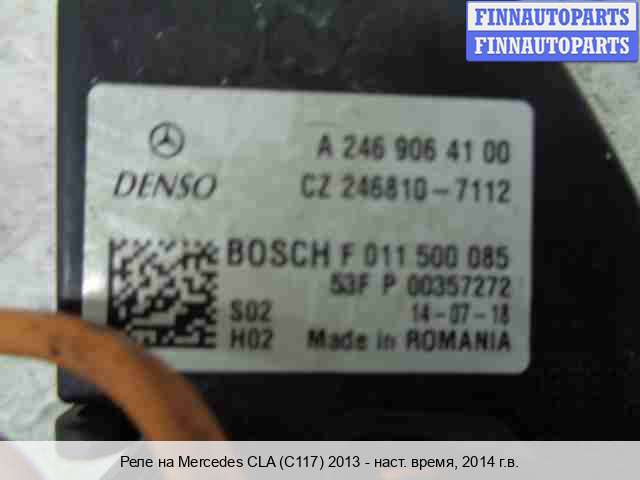 FINNAUTOPARTS
FINNAUTOPARTS
A 246 906 41 00
DENSO CZ 246810-7112
BOSCH F 011 500 085
53F P 00357272
S02 14-07-18
H02 Made in ROMANIA
Реле на Mercedes CLA (C117) 2013 - наст. время, 2014 г.в.